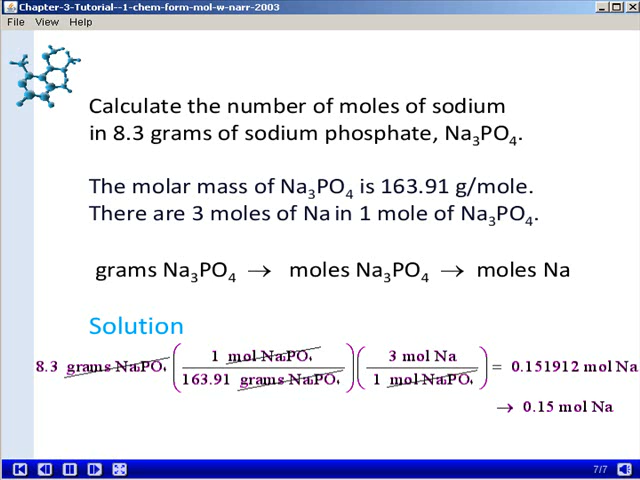 Chapter-3-Tutorial--1-chem-form-mol-w-narr-2003
File View Help
Calculate the number of moles of sodium
in 8.3 grams of sodium phosphate, Na₃PO₄.
The molar mass of Na₃PO₄ is 163.91 g/mole.
There are 3 moles of Na in 1 mole of Na₃PO₄.
grams Na₃PO₄ → moles Na₃PO₄ → moles Na
Solution
8.3 grams Na₃PO₄ (1 mol Na₃PO₄ / 163.91 grams Na₃PO₄) (3 mol Na / 1 mol Na₃PO₄) = 0.151912 mol Na
→ 0.15 mol Na
7/7